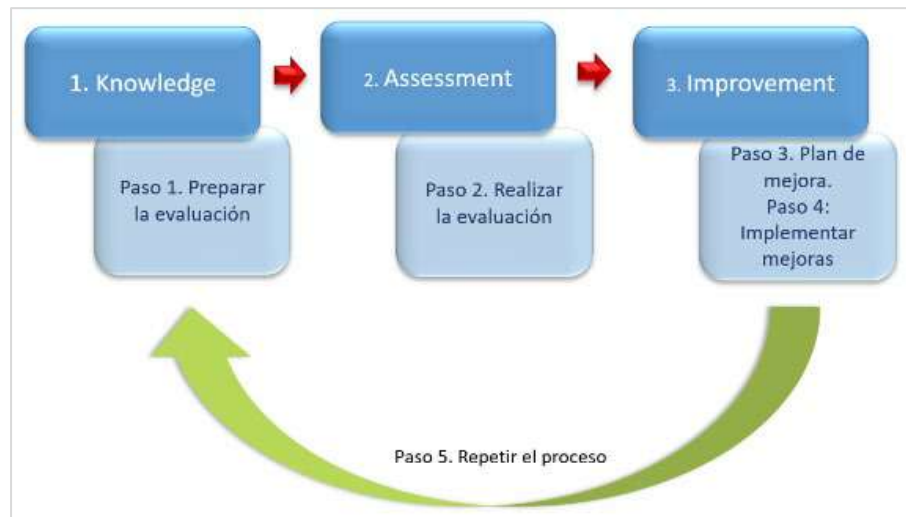 1. Knowledge
Paso 1. Preparar
la evaluación
2. Assessment
Paso 2. Realizar
la evaluación
3. Improvement
Paso 3. Plan de
mejora.
Paso 4:
Implementar
mejoras
Paso 5. Repetir el proceso